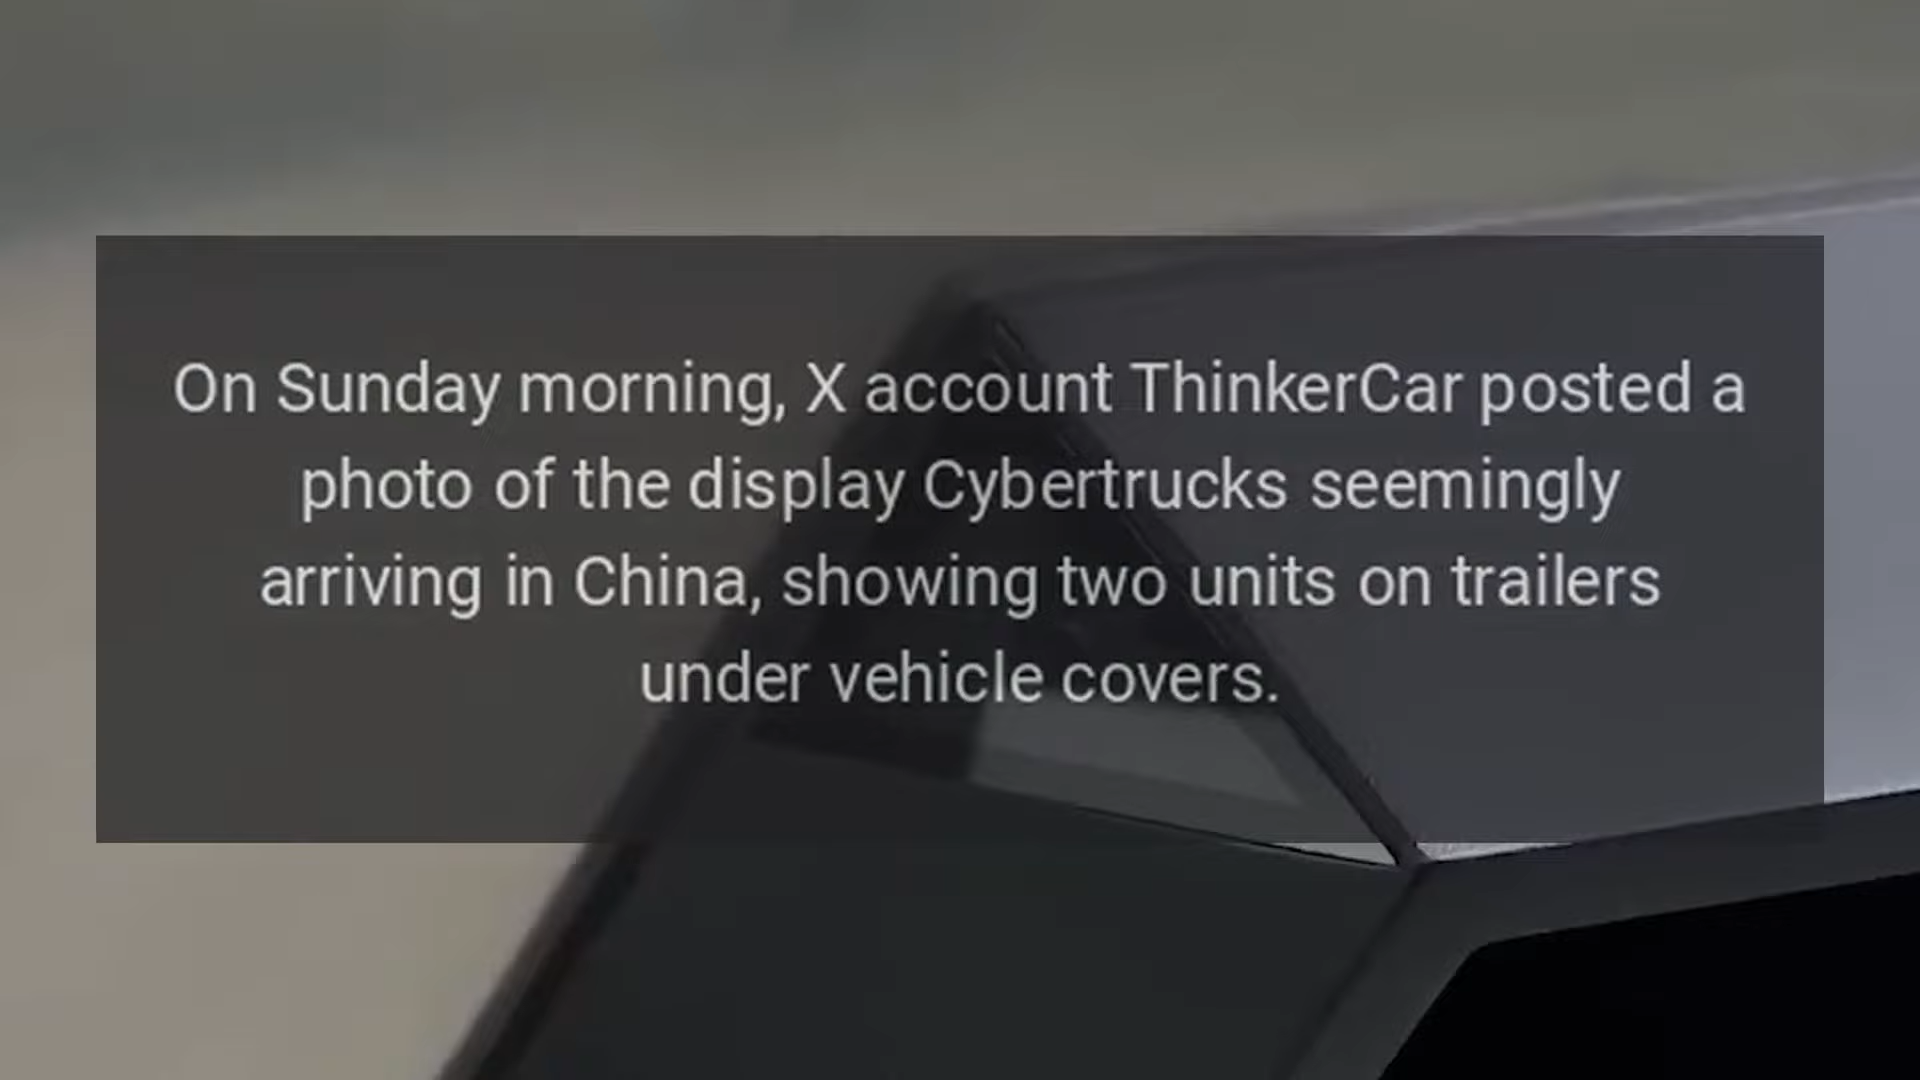 On Sunday morning, X account ThinkerCar posted a
photo of the display Cybertrucks seemingly
arriving in China, showing two units on trailers
under vehicle covers.